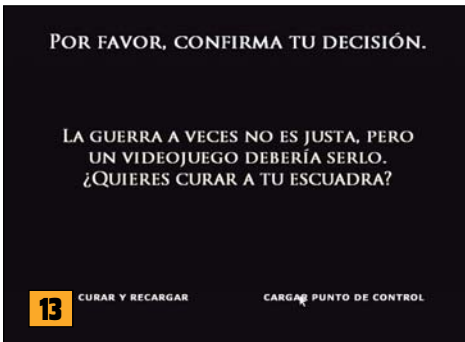 POR FAVOR, CONFIRMA TU DECISIÓN.
LA GUERRA A VECES NO ES JUSTA, PERO
UN VIDEOJUEGO DEBERÍA SERLO.
¿QUIERES CURAR A TU ESCUADRA?
13
CURAR Y RECARGAR
CARGAR PUNTO DE CONTROL